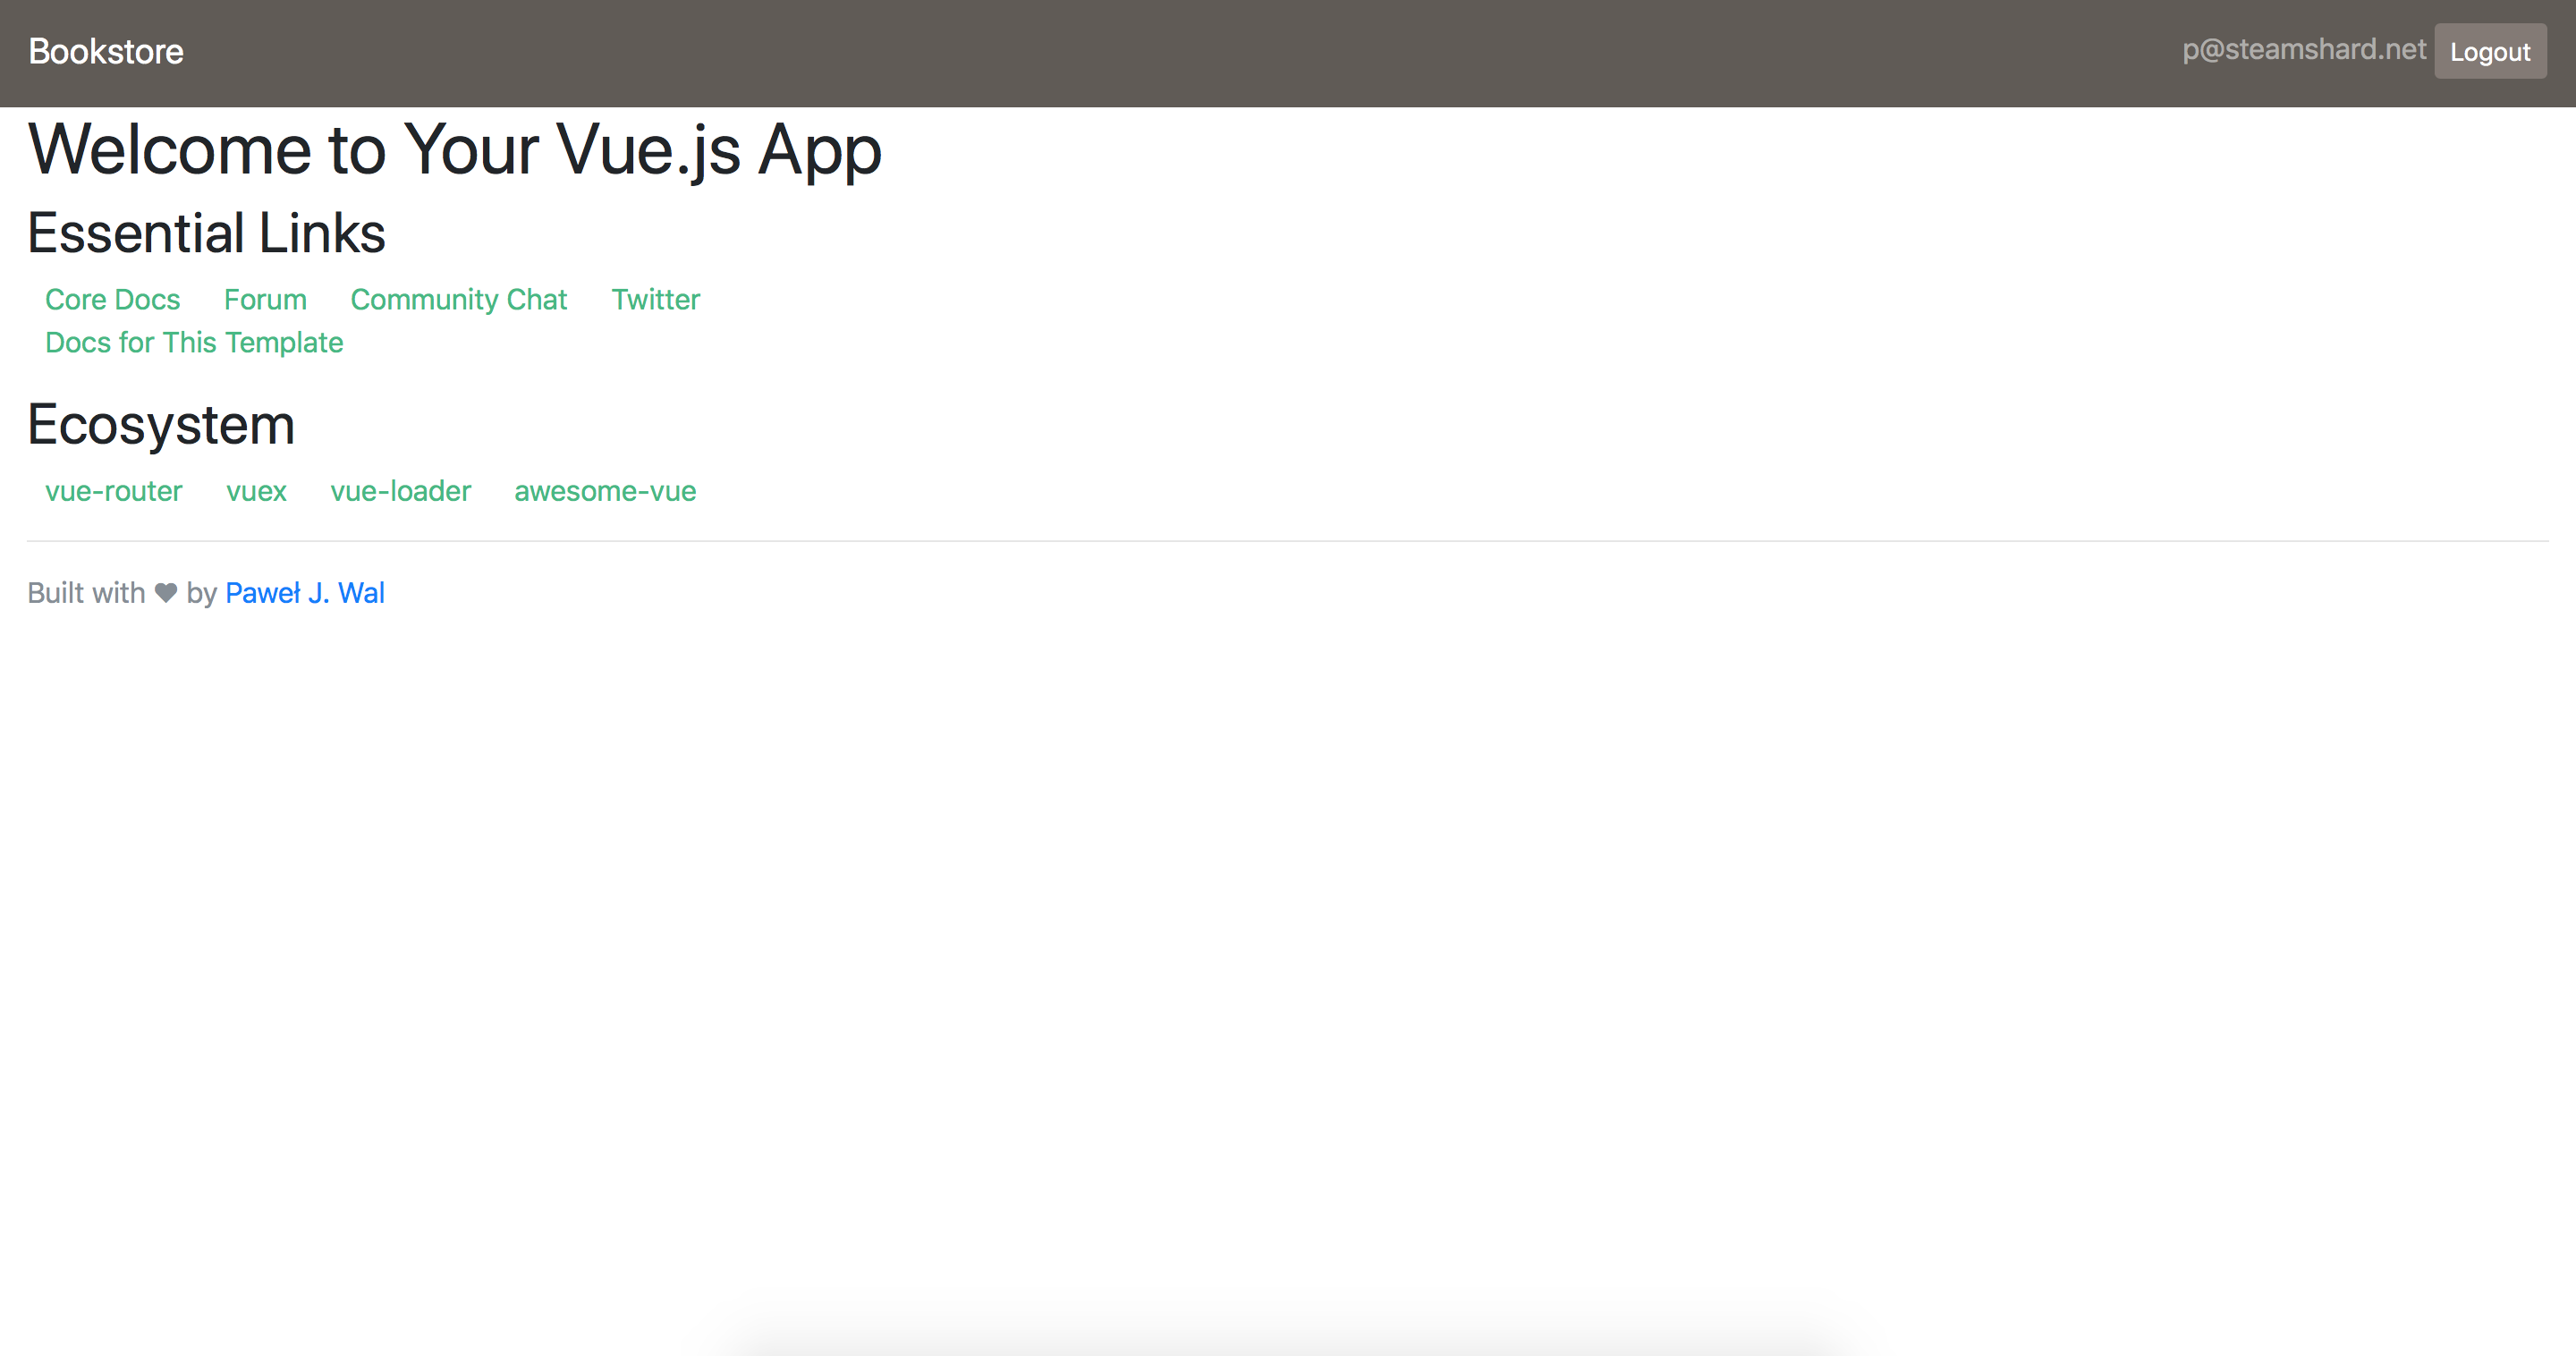 Bookstore
p@steamshard.net Logout
Welcome to Your Vue.js App
Essential Links
Core Docs Forum Community Chat Twitter
Docs for This Template
Ecosystem
vue-router vuex vue-loader awesome-vue
Built with ♥ by Paweł J. Wal